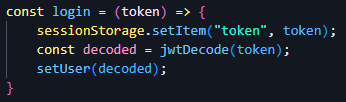 const login = (token) => {
    sessionStorage.setItem("token", token);
    const decoded = jwtDecode(token);
    setUser(decoded);
}